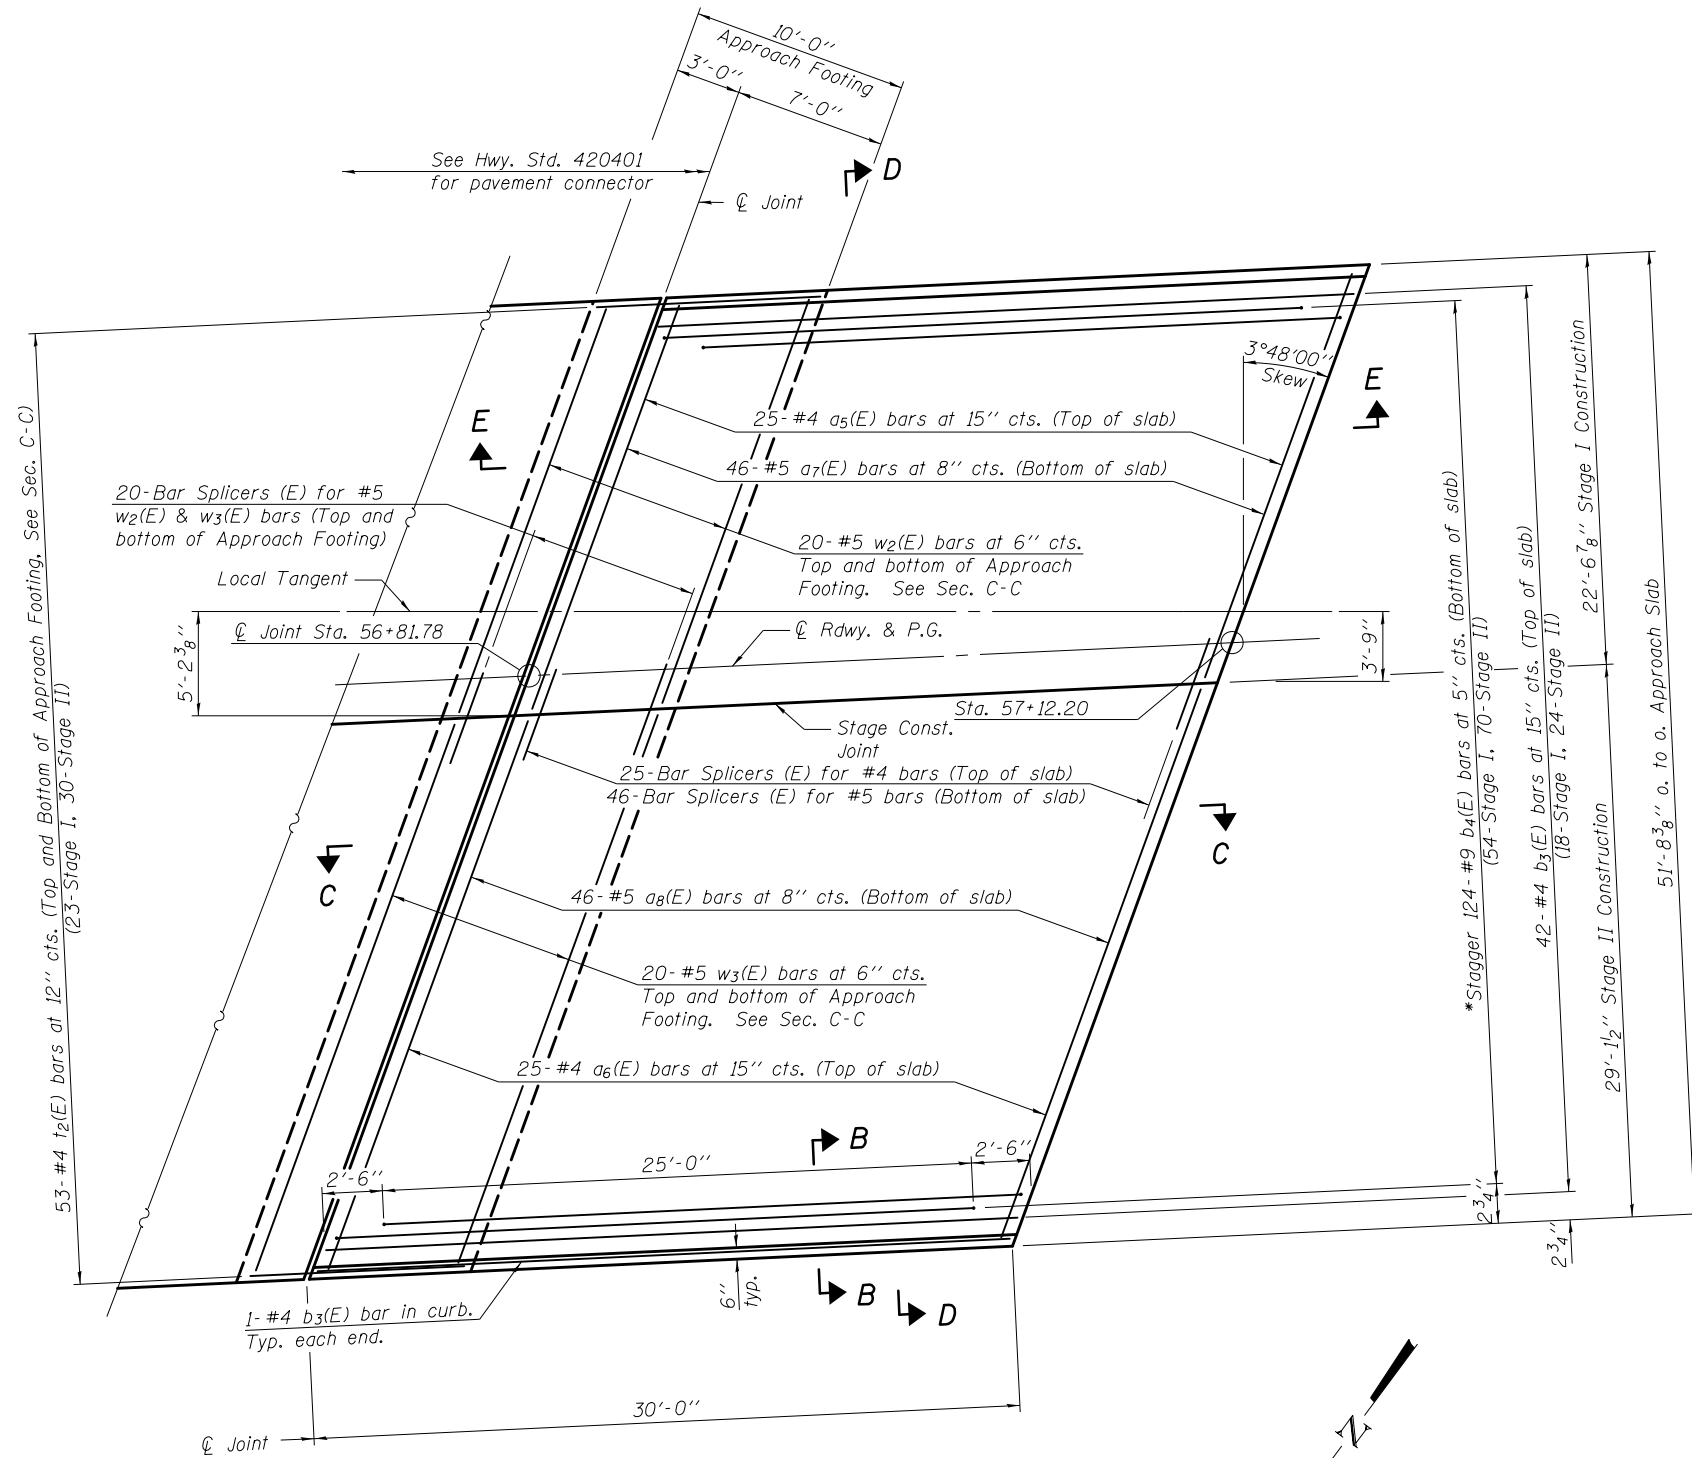 10'-0"
Approach Footing
3'-0"
7'-0"
See Hwy. Std. 420401
for pavement connector
D
℄ Joint
3°48'00"
Skew
E
E
25-#4 a5(E) bars at 15" cts. (Top of slab)
46-#5 a7(E) bars at 8" cts. (Bottom of slab)
20-Bar Splicers (E) for #5
w2(E) & w3(E) bars (Top and
bottom of Approach Footing)
20-#5 w2(E) bars at 6" cts.
Top and bottom of Approach
Footing. See Sec. C-C
Local Tangent
℄ Joint Sta. 56+81.78
℄ Rdwy. & P.G.
5'-2 3/8"
3'-9"
Sta. 57+12.20
Stage Const.
Joint
25-Bar Splicers (E) for #4 bars (Top of slab)
46-Bar Splicers (E) for #5 bars (Bottom of slab)
C
C
46-#5 a8(E) bars at 8" cts. (Bottom of slab)
20-#5 w3(E) bars at 6" cts.
Top and bottom of Approach
Footing. See Sec. C-C
25-#4 a6(E) bars at 15" cts. (Top of slab)
B
2'-6"
25'-0"
2'-6"
6"
typ.
B
D
1-#4 b3(E) bar in curb.
Typ. each end.
30'-0"
℄ Joint
53-#4 t2(E) bars at 12" cts. (Top and Bottom of Approach Footing, See Sec. C-C)
(23-Stage I, 30-Stage II)
*Stagger 124-#9 b4(E) bars at 5" cts. (Bottom of slab)
(54-Stage I, 70-Stage II)
42-#4 b3(E) bars at 15" cts. (Top of slab)
(18-Stage I, 24-Stage II)
22'-6 7/8" Stage I Construction
29'-1 1/2" Stage II Construction
51'-8 3/8" o. to o. Approach Slab
2 3/4"
2 3/4"
N